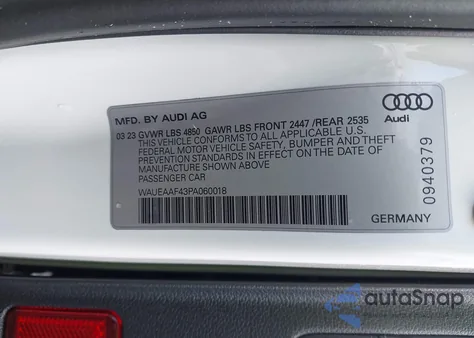 MFD. BY AUDI AG
03 23 GVWR LBS 4850 GAWR LBS FRONT 2447 /REAR 2535
THIS VEHICLE CONFORMS TO ALL APPLICABLE U.S.
FEDERAL MOTOR VEHICLE SAFETY, BUMPER AND THEFT
PREVENTION STANDARDS IN EFFECT ON THE DATE OF
MANUFACTURE SHOWN ABOVE
PASSENGER CAR
WAUEAAF43PA060018
Audi
0940379
GERMANY
autoSnap